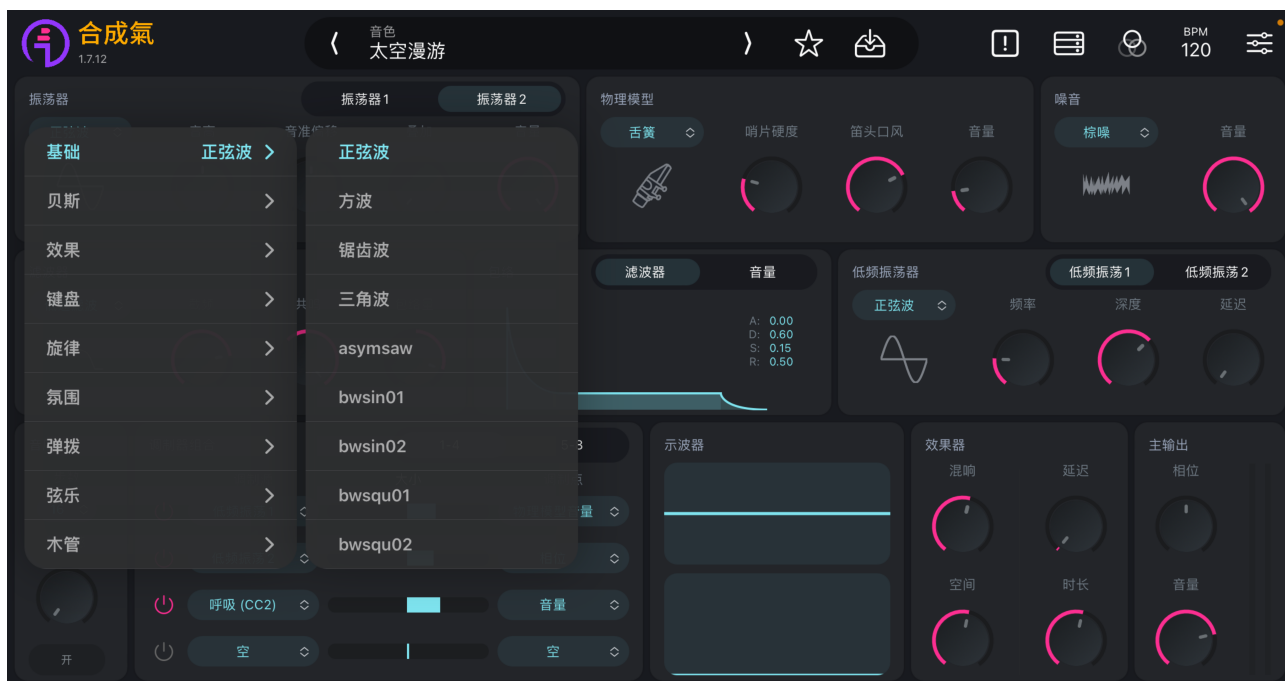 合成氣
1.7.12
音色
太空漫游
BPM
120
振荡器
振荡器1
振荡器2
物理模型
舌簧
哨片硬度
笛头口风
音量
噪音
棕噪
音量
基础
正弦波
贝斯
效果
键盘
旋律
氛围
弹拨
弦乐
木管
正弦波
方波
锯齿波
三角波
asymsaw
bwsin01
bwsin02
bwsqu01
bwsqu02
滤波器
音量
A: 0.00
D: 0.60
S: 0.15
R: 0.50
低频振荡器
低频振荡1
低频振荡2
正弦波
频率
深度
延迟
呼吸 (CC2)
音量
空
空
开
示波器
效果器
混响
延迟
空间
时长
主输出
相位
音量